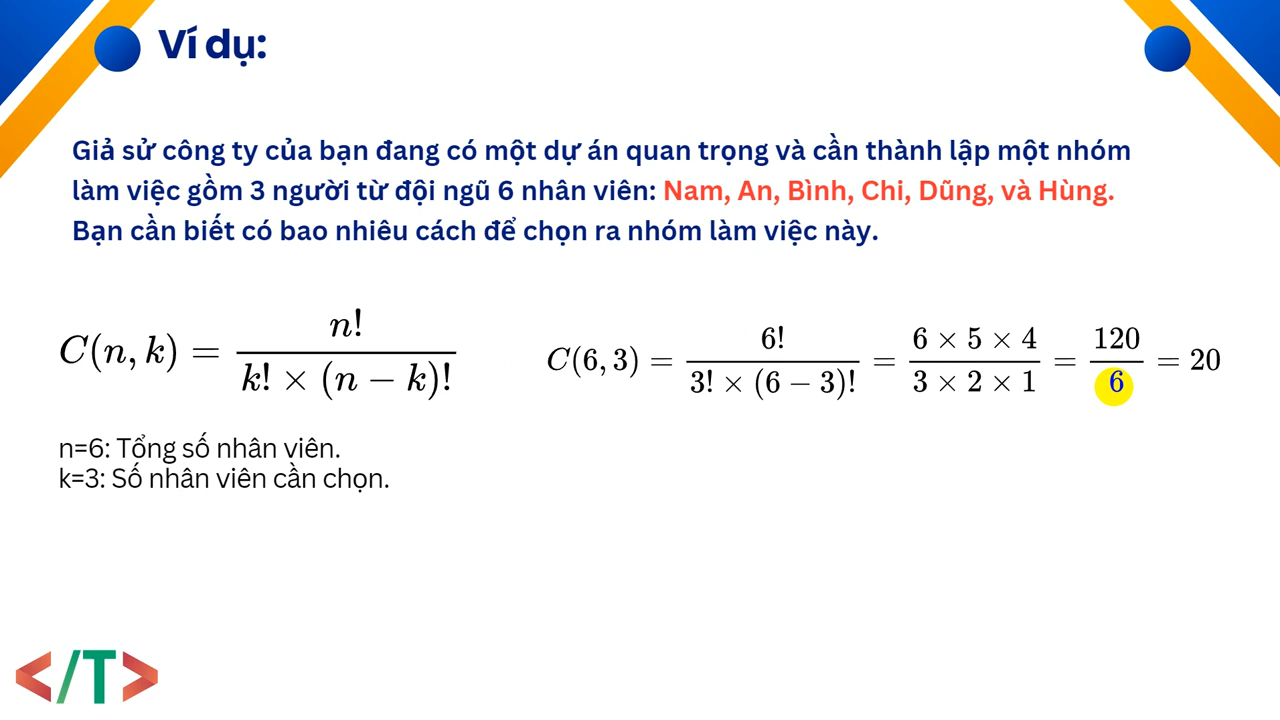 Ví dụ:
Giả sử công ty của bạn đang có một dự án quan trọng và cần thành lập một nhóm
làm việc gồm 3 người từ đội ngũ 6 nhân viên: Nam, An, Bình, Chi, Dũng, và Hùng.
Bạn cần biết có bao nhiêu cách để chọn ra nhóm làm việc này.
C(n, k) = n! / k! × (n − k)!
C(6, 3) = 6! / 3! × (6 − 3)! = 6 × 5 × 4 / 3 × 2 × 1 = 120 / 6 = 20
n=6: Tổng số nhân viên.
k=3: Số nhân viên cần chọn.
</T>